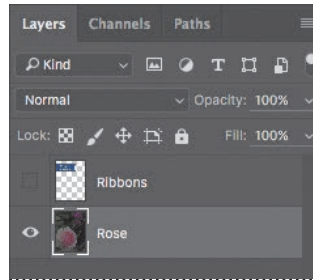 Layers Channels Paths
Kind
Normal Opacity: 100%
Lock: Fill: 100%
Ribbons
Rose